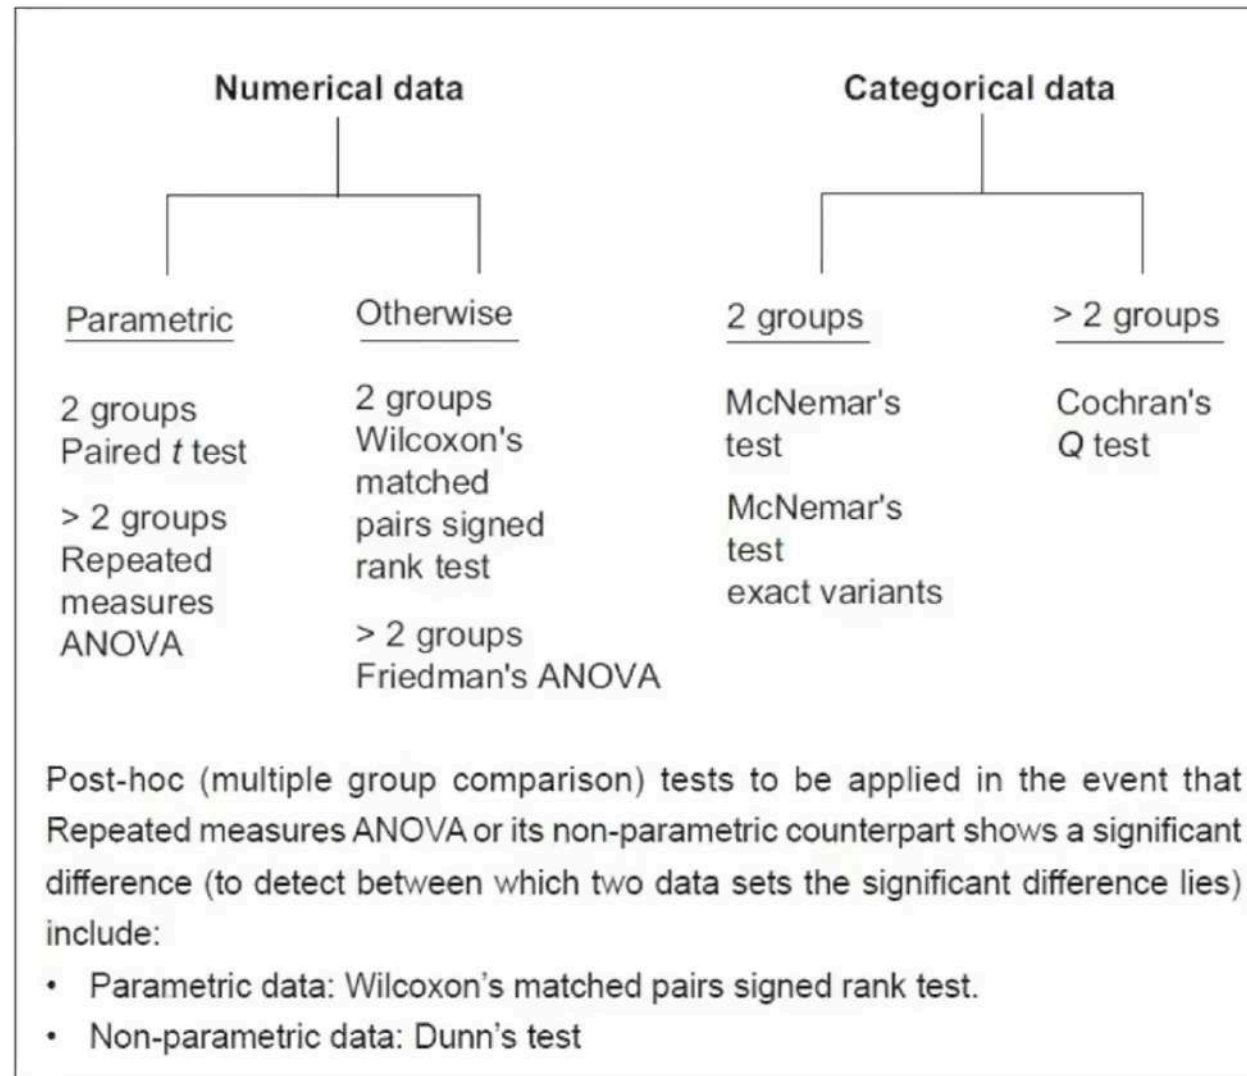 Numerical data
Categorical data
Parametric
2 groups
Paired t test
> 2 groups
Repeated
measures
ANOVA
Otherwise
2 groups
Wilcoxon's
matched
pairs signed
rank test
> 2 groups
Friedman's ANOVA
2 groups
McNemar's
test
McNemar's
test
exact variants
> 2 groups
Cochran's
Q test
Post-hoc (multiple group comparison) tests to be applied in the event that
Repeated measures ANOVA or its non-parametric counterpart shows a significant
difference (to detect between which two data sets the significant difference lies)
include:
• Parametric data: Wilcoxon's matched pairs signed rank test.
• Non-parametric data: Dunn's test